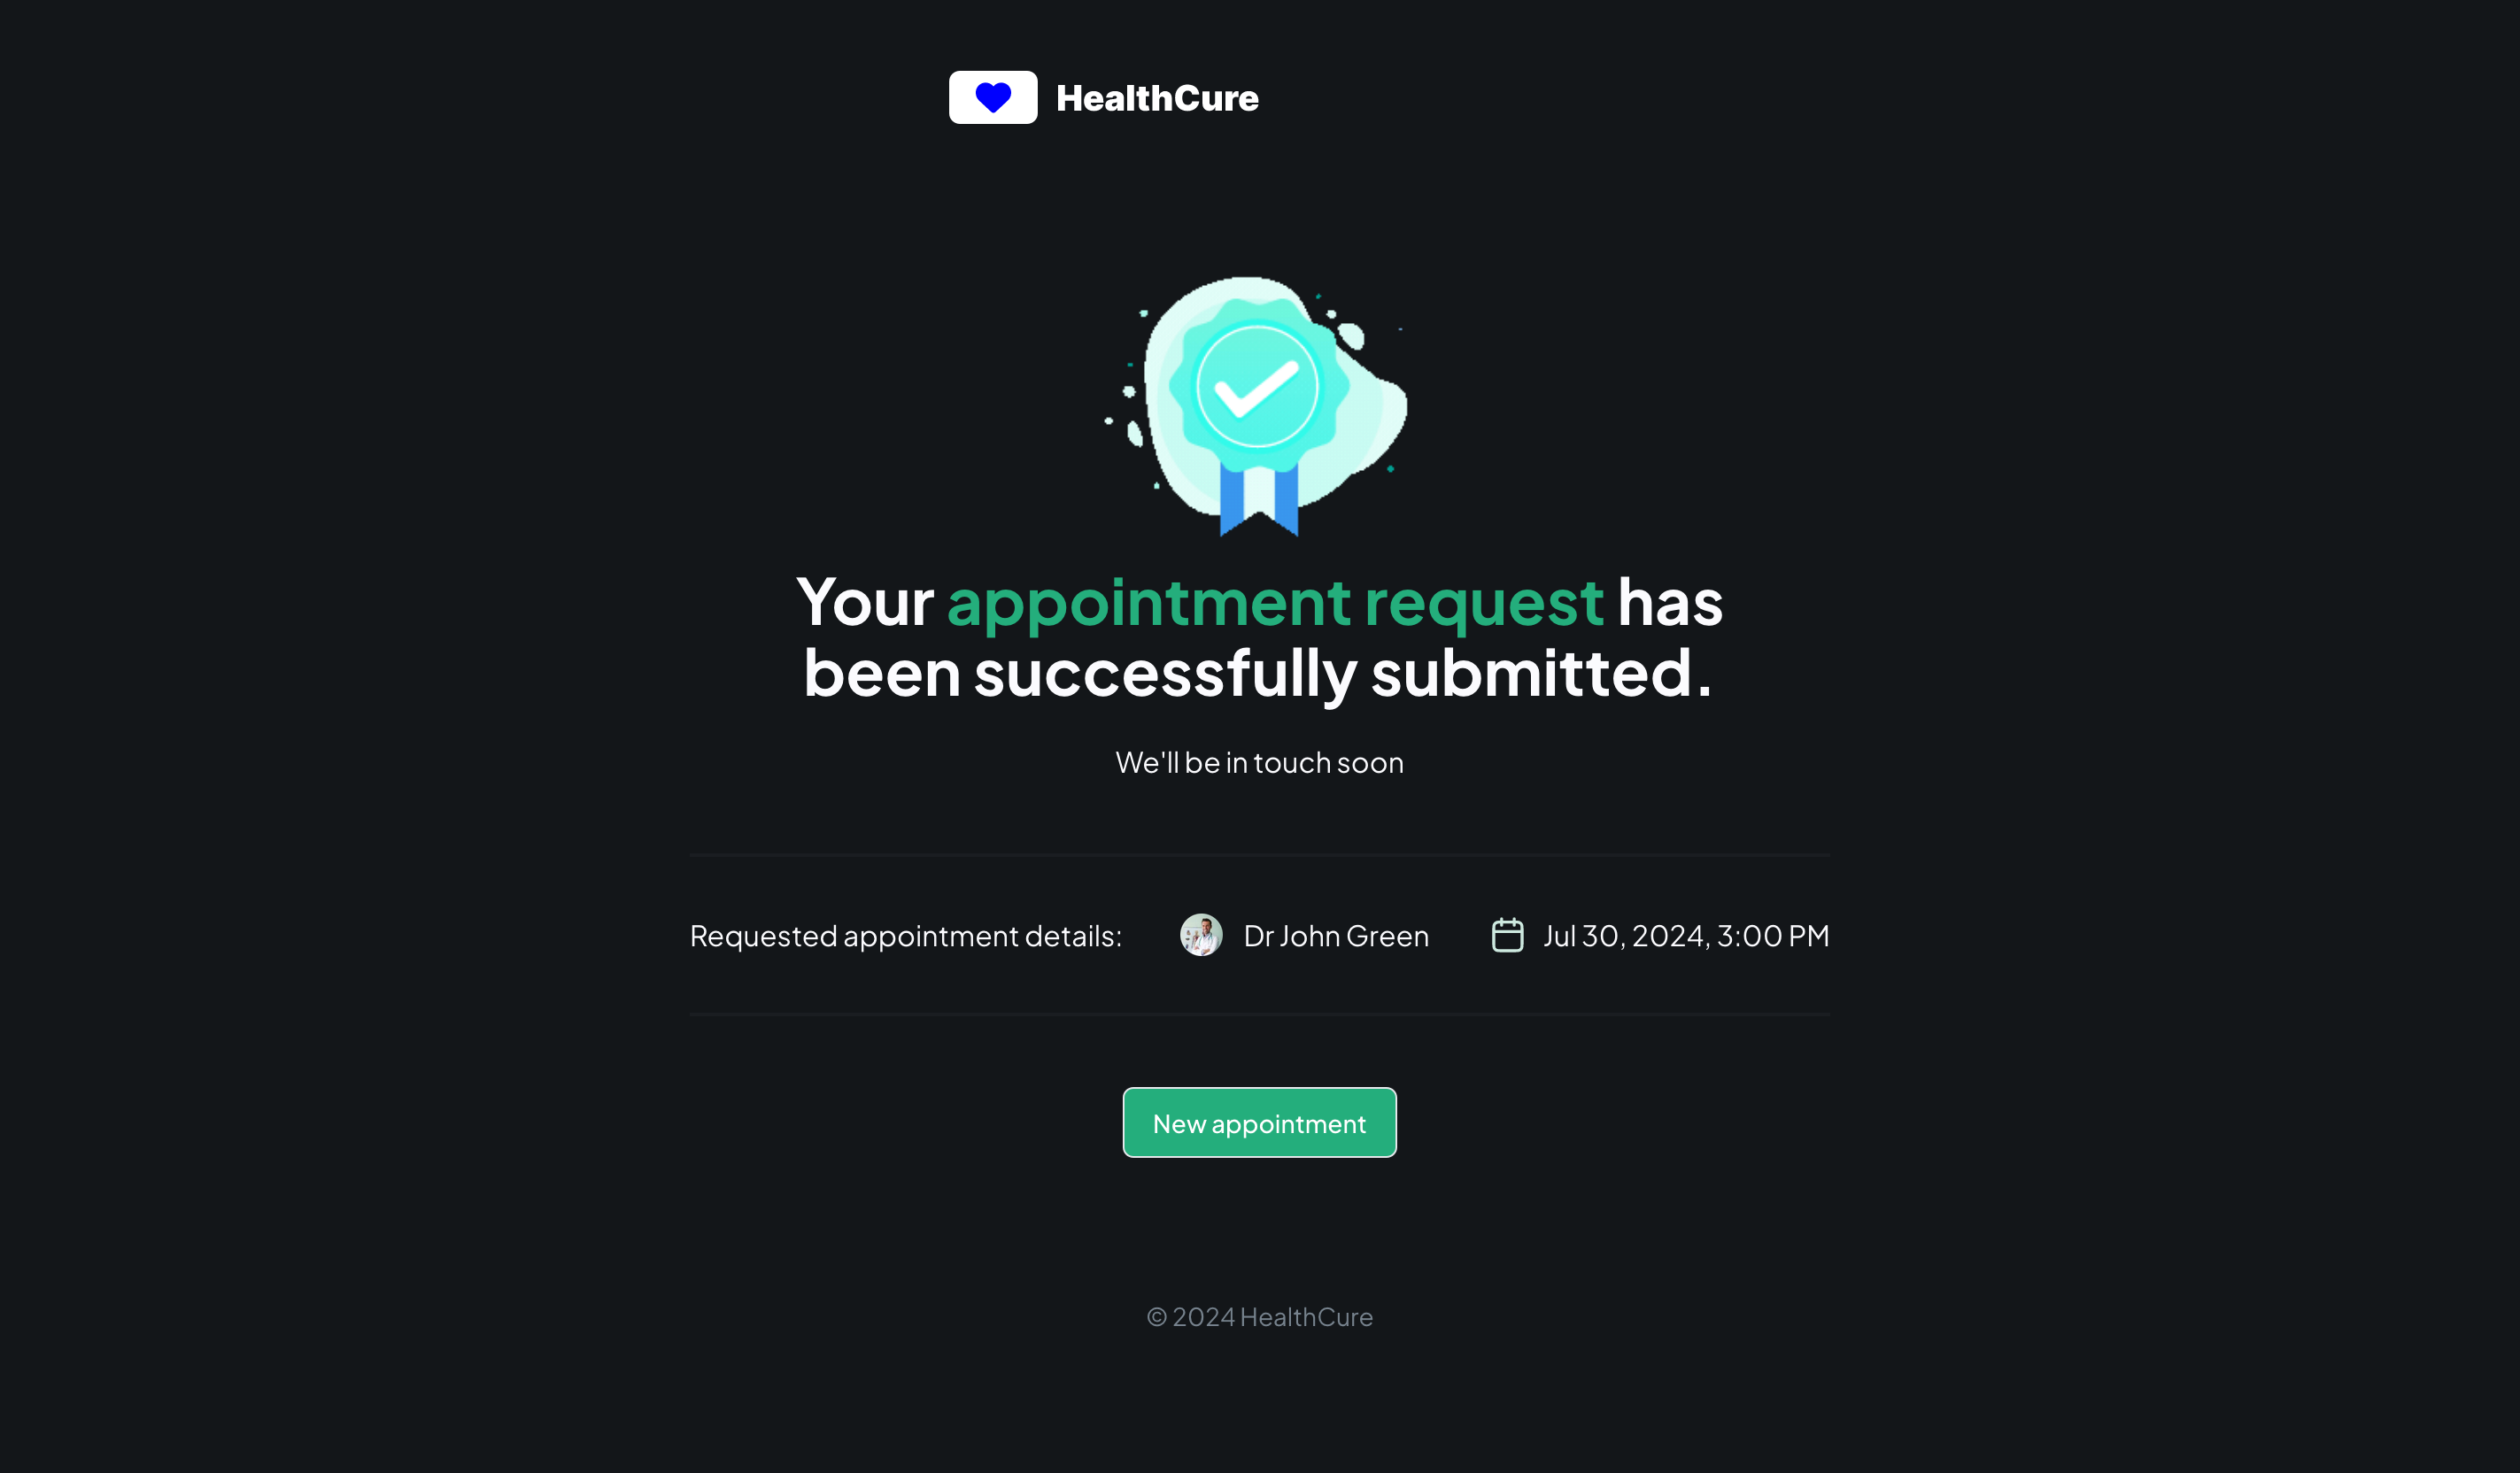 HealthCure
Your appointment request has
been successfully submitted.
We'll be in touch soon
Requested appointment details: Dr John Green Jul 30, 2024, 3:00 PM
New appointment
© 2024 HealthCure